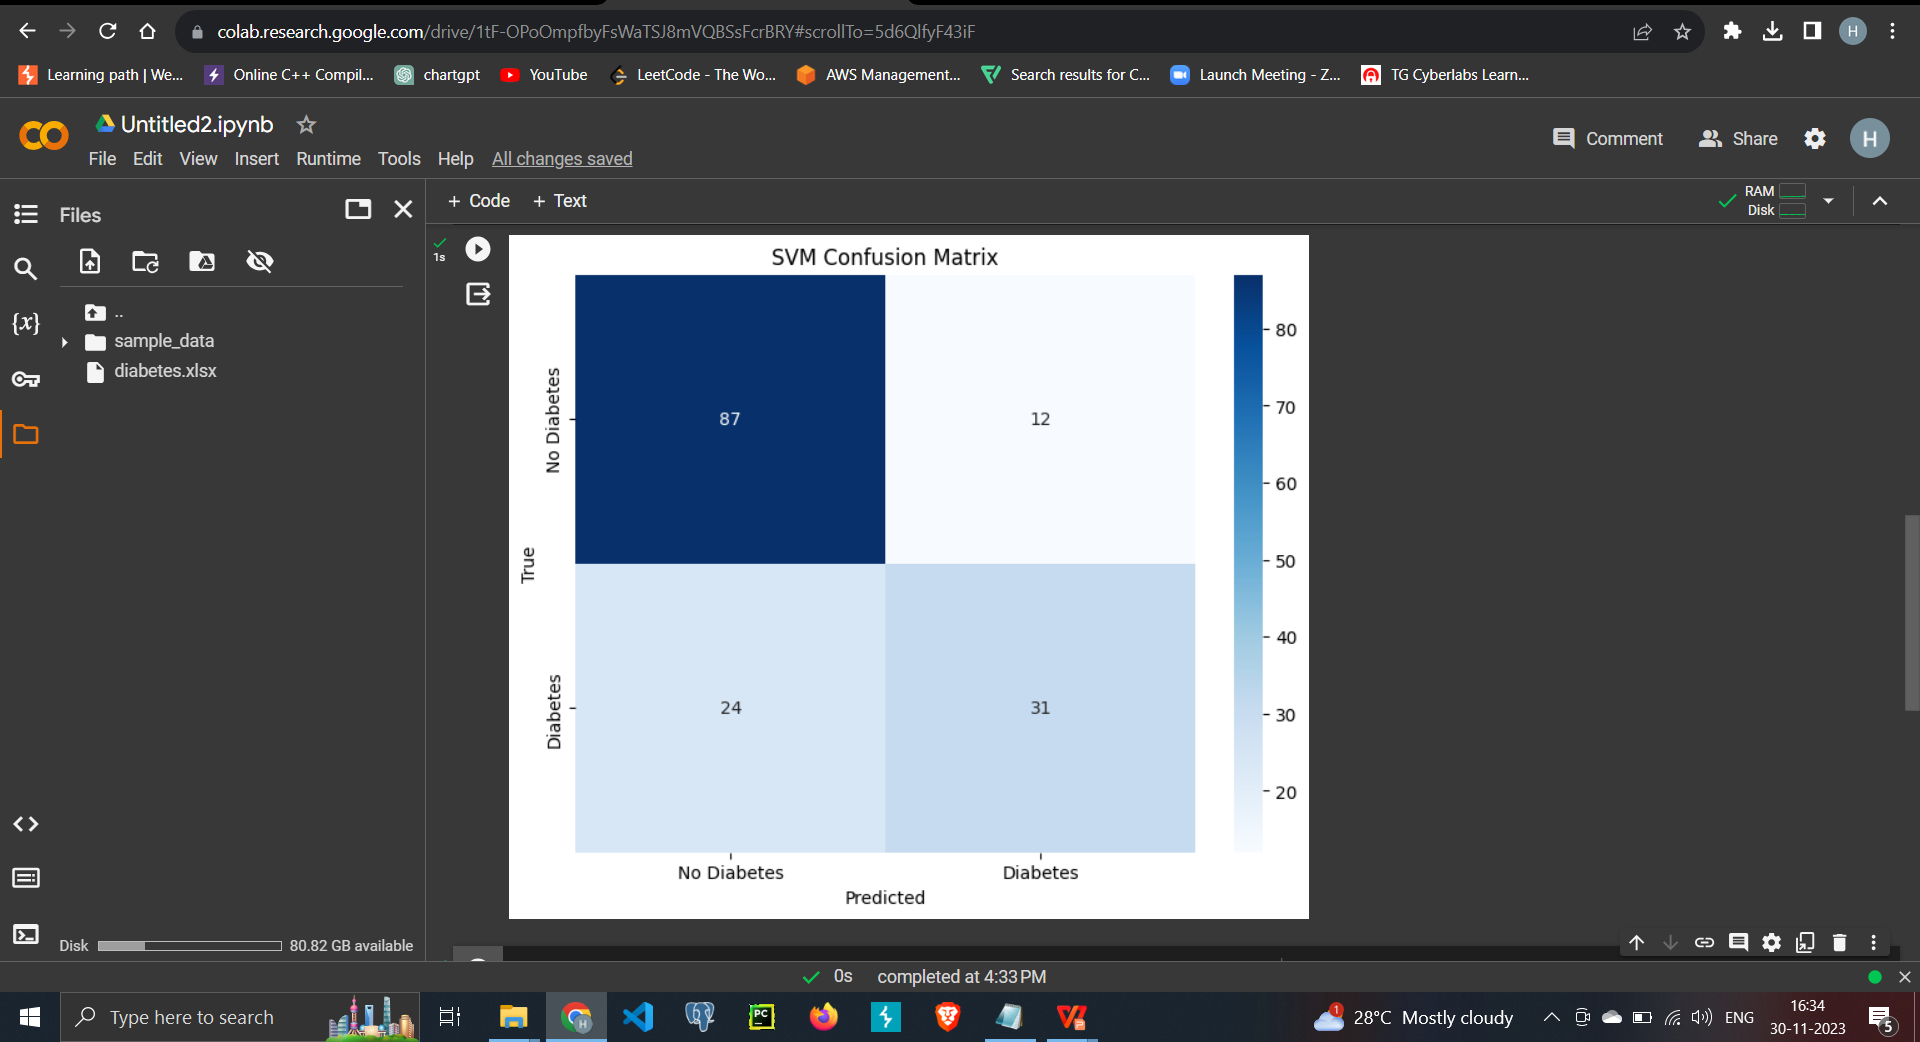 colab.research.google.com/drive/1tF-OPoOmpfbyFsWaTSJ8mVQBSsFcrBRY#scrollTo=5d6QlfyF43iF
H
Learning path | We...
Online C++ Compil...
chartgpt
YouTube
LeetCode - The Wo...
AWS Management...
Search results for C...
Launch Meeting - Z...
TG Cyberlabs Learn...
Untitled2.ipynb
Comment
Share
H
File Edit View Insert Runtime Tools Help All changes saved
Files
+ Code + Text
RAM
Disk
1s
..
sample_data
diabetes.xlsx
{x}
SVM Confusion Matrix
No Diabetes
Diabetes
True
87
12
24
31
80
70
60
50
40
30
20
No Diabetes
Diabetes
Predicted
Disk
80.82 GB available
0s completed at 4:33 PM
Type here to search
PC
H
1
28°C Mostly cloudy
ENG
16:34
30-11-2023
5